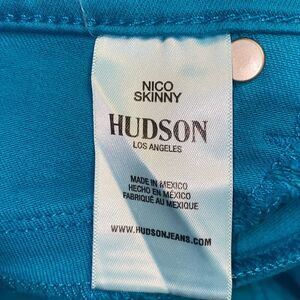 NICO
SKINNY
HUDSON
LOS ANGELES
MADE IN MEXICO
HECHO EN MÉXICO
FABRIQUÉ AU MEXIQUE
WWW.HUDSONJEANS.COM